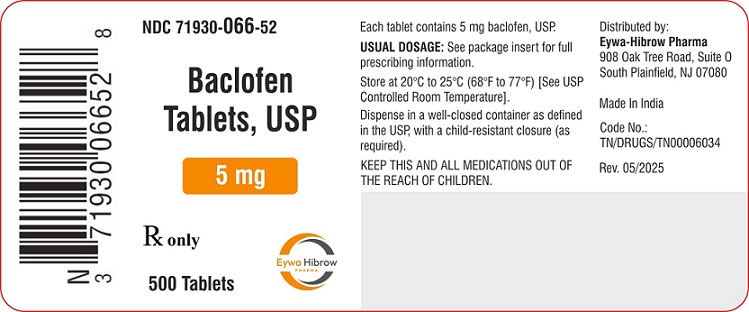 NDC 71930-066-52
Baclofen
Tablets, USP
5 mg
Rx only
500 Tablets
Eywa Hibrow
PHARMA
N
3 71930 06652 8
Each tablet contains 5 mg baclofen, USP.
USUAL DOSAGE: See package insert for full
prescribing information.
Store at 20°C to 25°C (68°F to 77°F) [See USP
Controlled Room Temperature].
Dispense in a well-closed container as defined
in the USP, with a child-resistant closure (as
required).
KEEP THIS AND ALL MEDICATIONS OUT OF
THE REACH OF CHILDREN.
Distributed by:
Eywa-Hibrow Pharma
908 Oak Tree Road, Suite O
South Plainfield, NJ 07080
Made In India
Code No.:
TN/DRUGS/TN00006034
Rev. 05/2025